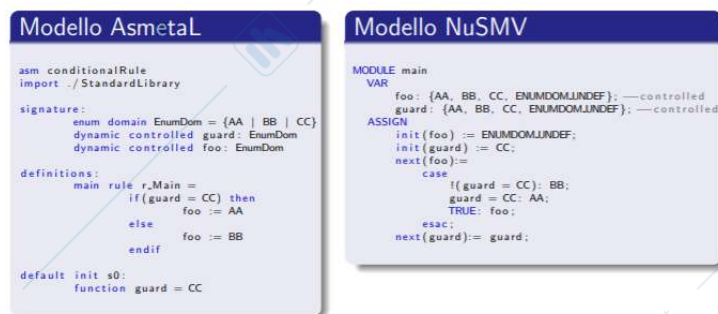 Modello AsmetaL
asm conditionalRule
import ./StandardLibrary
signature:
enum domain EnumDom = {AA | BB | CC}
dynamic controlled guard: EnumDom
dynamic controlled foo: EnumDom
definitions:
main rule r_Main =
if(guard = CC) then
foo := AA
else
foo := BB
endif
default init s0:
function guard = CC
Modello NuSMV
MODULE main
VAR
foo: {AA, BB, CC, ENUMDOM_UNDEF}; --controlled
guard: {AA, BB, CC, ENUMDOM_UNDEF}; --controlled
ASSIGN
init(foo) := ENUMDOM_UNDEF;
init(guard) := CC;
next(foo):=
case
!(guard = CC): BB;
guard = CC: AA;
TRUE: foo;
esac;
next(guard):= guard;